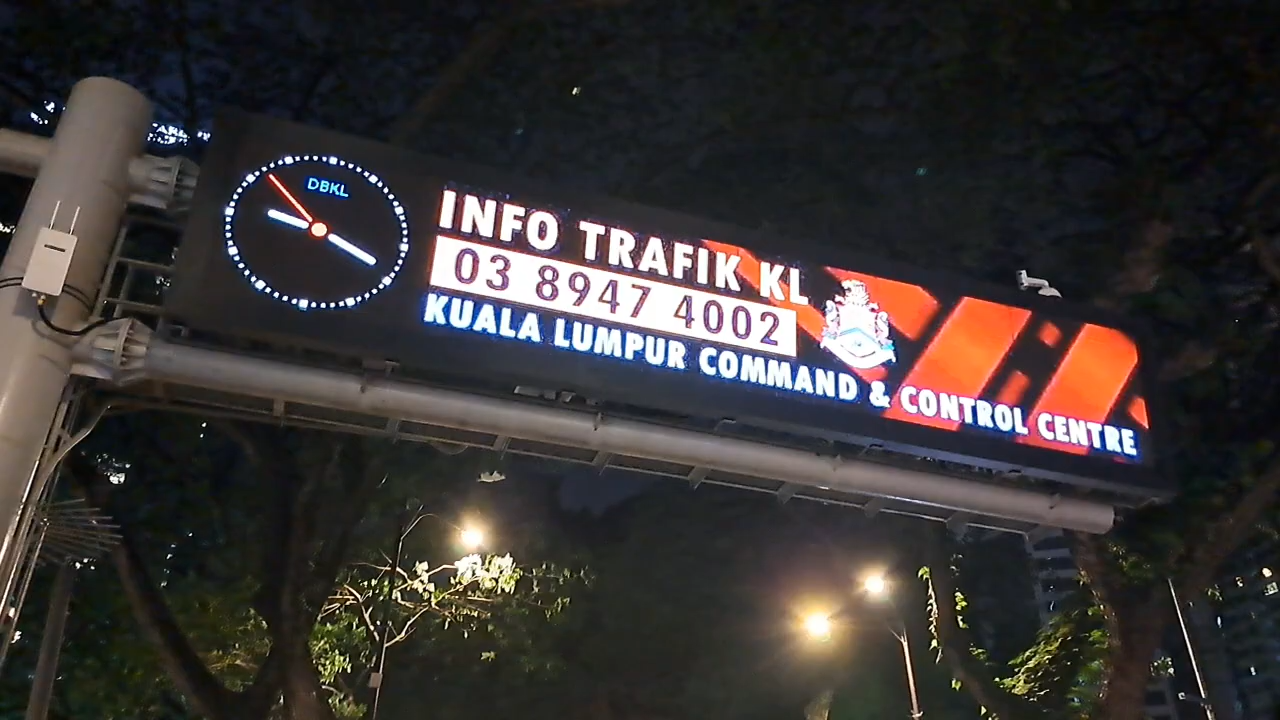 DBKL
INFO TRAFIK KL
03 8947 4002
KUALA LUMPUR COMMAND & CONTROL CENTRE